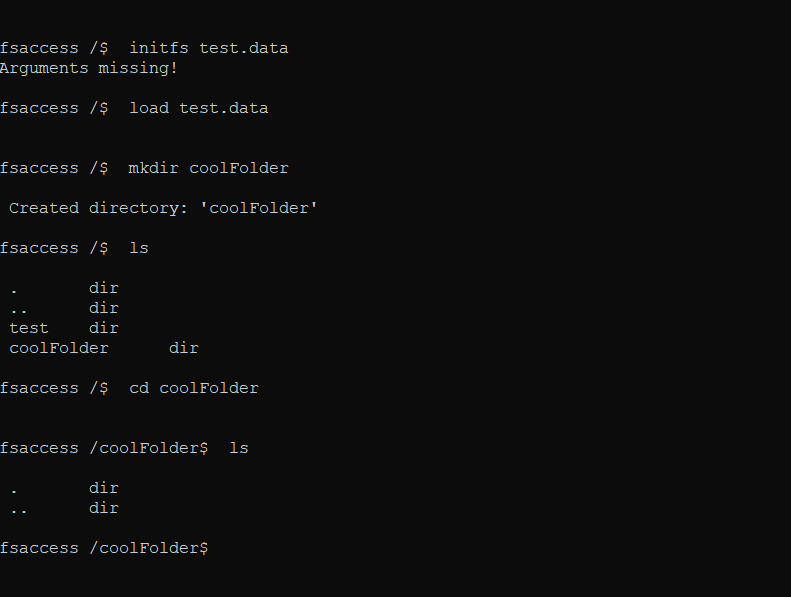 fsaccess /$  initfs test.data
Arguments missing!
fsaccess /$  load test.data
fsaccess /$  mkdir coolFolder
 Created directory: 'coolFolder'
fsaccess /$  ls
 .       dir
 ..      dir
 test    dir
 coolFolder      dir
fsaccess /$  cd coolFolder
fsaccess /coolFolder$  ls
 .       dir
 ..      dir
fsaccess /coolFolder$